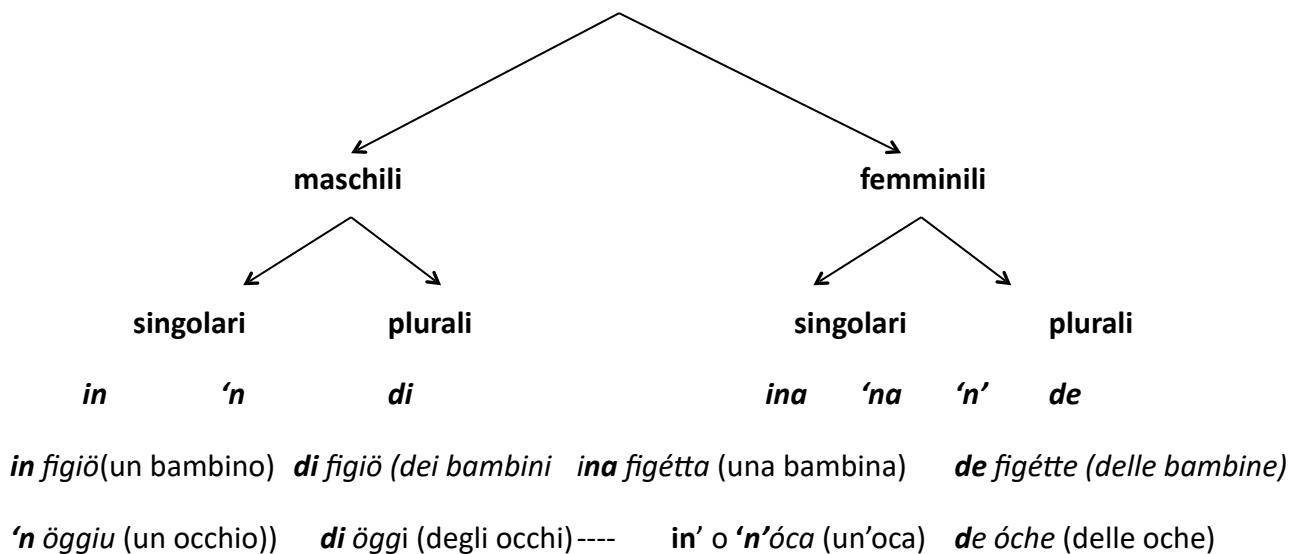 maschili femminili
singolari plurali singolari plurali
in ‘n di ina ‘na ‘n’ de
in figiö(un bambino) di figiö (dei bambini ina figétta (una bambina) de figétte (delle bambine)
‘n öggiu (un occhio)) di öggi (degli occhi) ---- in’ o ‘n’óca (un’oca) de óche (delle oche)